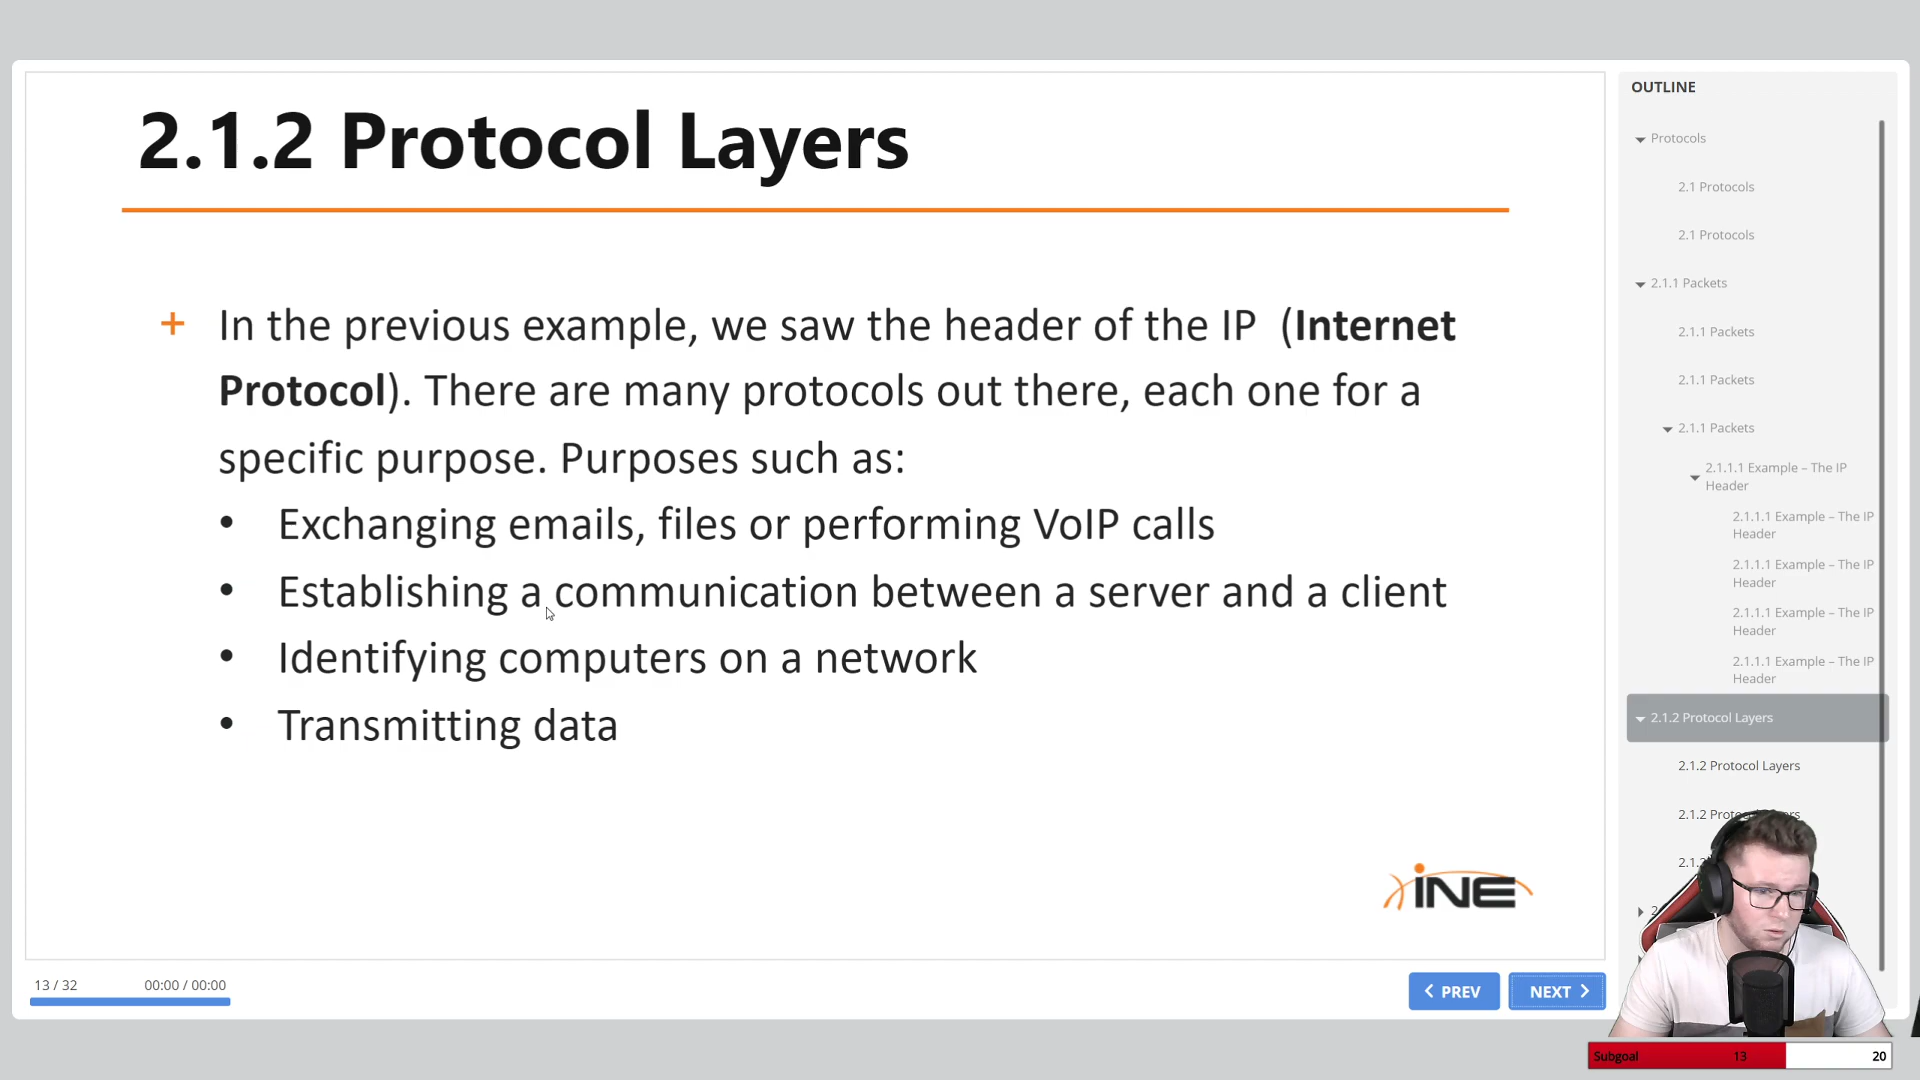 2.1.2 Protocol Layers
+ In the previous example, we saw the header of the IP (Internet
Protocol). There are many protocols out there, each one for a
specific purpose. Purposes such as:
• Exchanging emails, files or performing VoIP calls
• Establishing a communication between a server and a client
• Identifying computers on a network
• Transmitting data
INE
13 / 32
00:00 / 00:00
PREV
NEXT
OUTLINE
Protocols
2.1 Protocols
2.1 Protocols
2.1.1 Packets
2.1.1 Packets
2.1.1 Packets
2.1.1 Packets
2.1.1.1 Example – The IP
Header
2.1.1.1 Example – The IP
Header
2.1.1.1 Example – The IP
Header
2.1.1.1 Example – The IP
Header
2.1.1.1 Example – The IP
Header
2.1.2 Protocol Layers
2.1.2 Protocol Layers
2.1.2
Subgoal 13 20